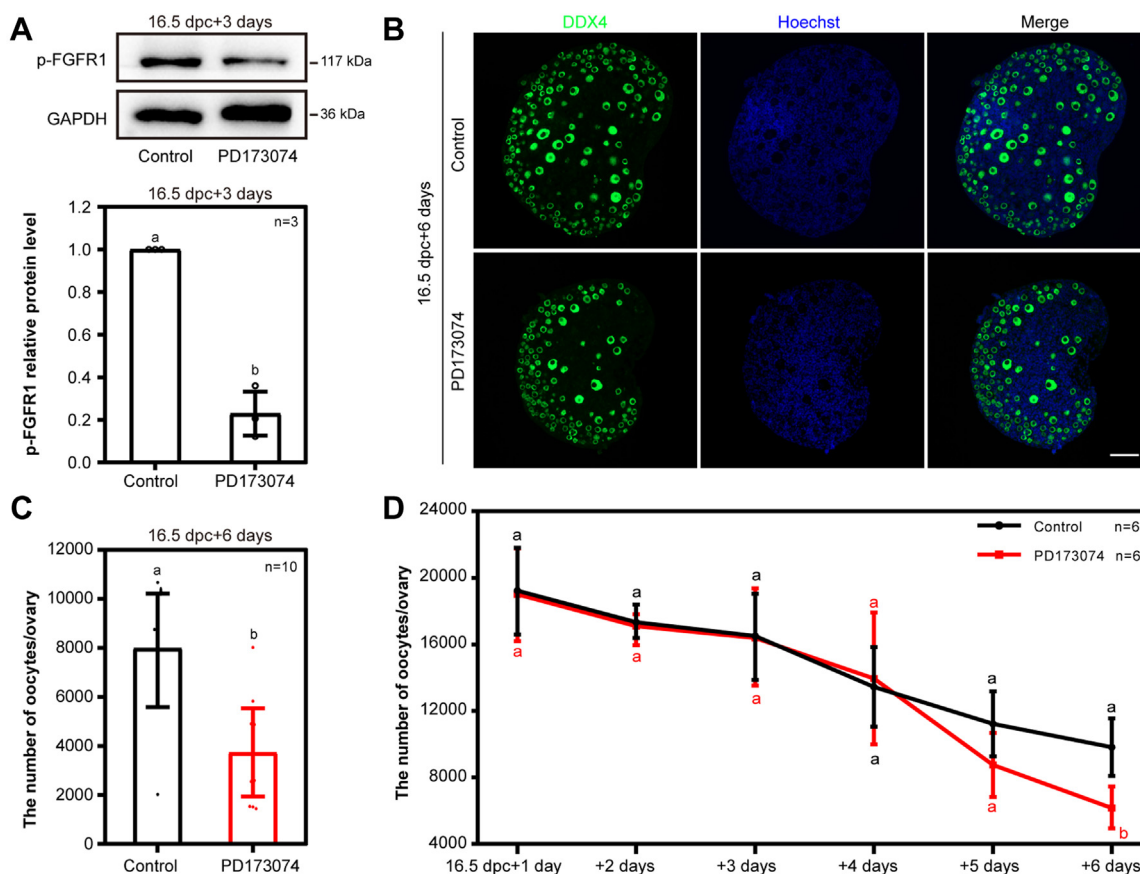 A
16.5 dpc+3 days
p-FGFR1
117 kDa
GAPDH
36 kDa
Control PD173074
16.5 dpc+3 days
n=3
p-FGFR1 relative protein level
1.2
1.0
0.8
0.6
0.4
0.2
0.0
a
b
Control PD173074
B
DDX4 Hoechst Merge
16.5 dpc+6 days
Control
PD173074
C
16.5 dpc+6 days
n=10
The number of oocytes/ovary
12000
10000
8000
6000
4000
2000
0
a
b
Control PD173074
D
The number of oocytes/ovary
24000
20000
16000
12000
8000
4000
Control n=6
PD173074 n=6
a a a a a a
a a a a a b
16.5 dpc+1 day +2 days +3 days +4 days +5 days +6 days